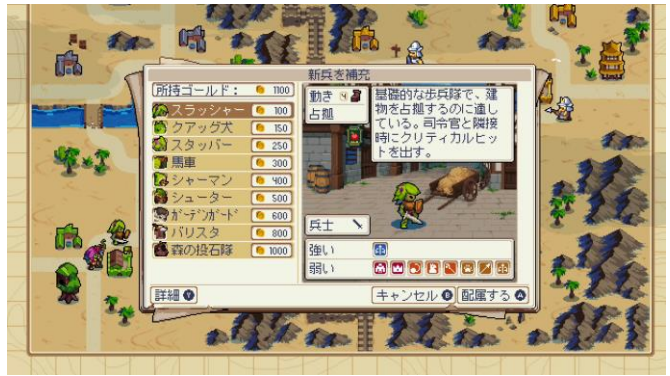 新兵を補充
所持ゴールド: 1100
スラッシャー 100
クアッグ犬 150
スタッバー 250
馬車 300
シャーマン 400
シューター 500
ガーデンガード 600
バリスタ 800
森の投石隊 1000
動き 4
占拠
基礎的な歩兵隊で、建
物を占拠するのに適し
ている。司令官と隣接
時にクリティカルヒッ
トを出す。
兵士
強い
弱い
詳細 Y
キャンセル B
配属する A